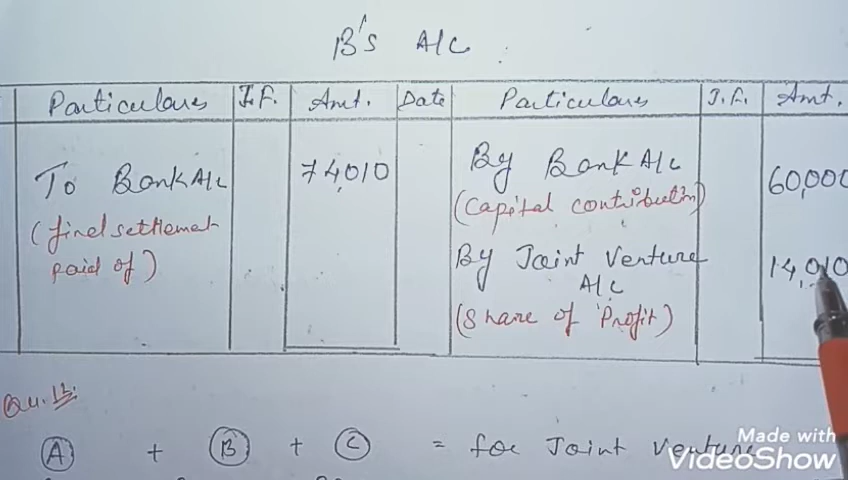 B's A/C
Particulars J.F. Amt. Date Particulars J.F. Amt.
To Bank A/c 74,010 By Bank A/c 60,000
(final settlement (Capital contribution)
paid of) By Joint Venture 14,010
A/c
(Share of Profit)
Qu.13:
A + B + C = for Joint Venture
Made with
VideoShow